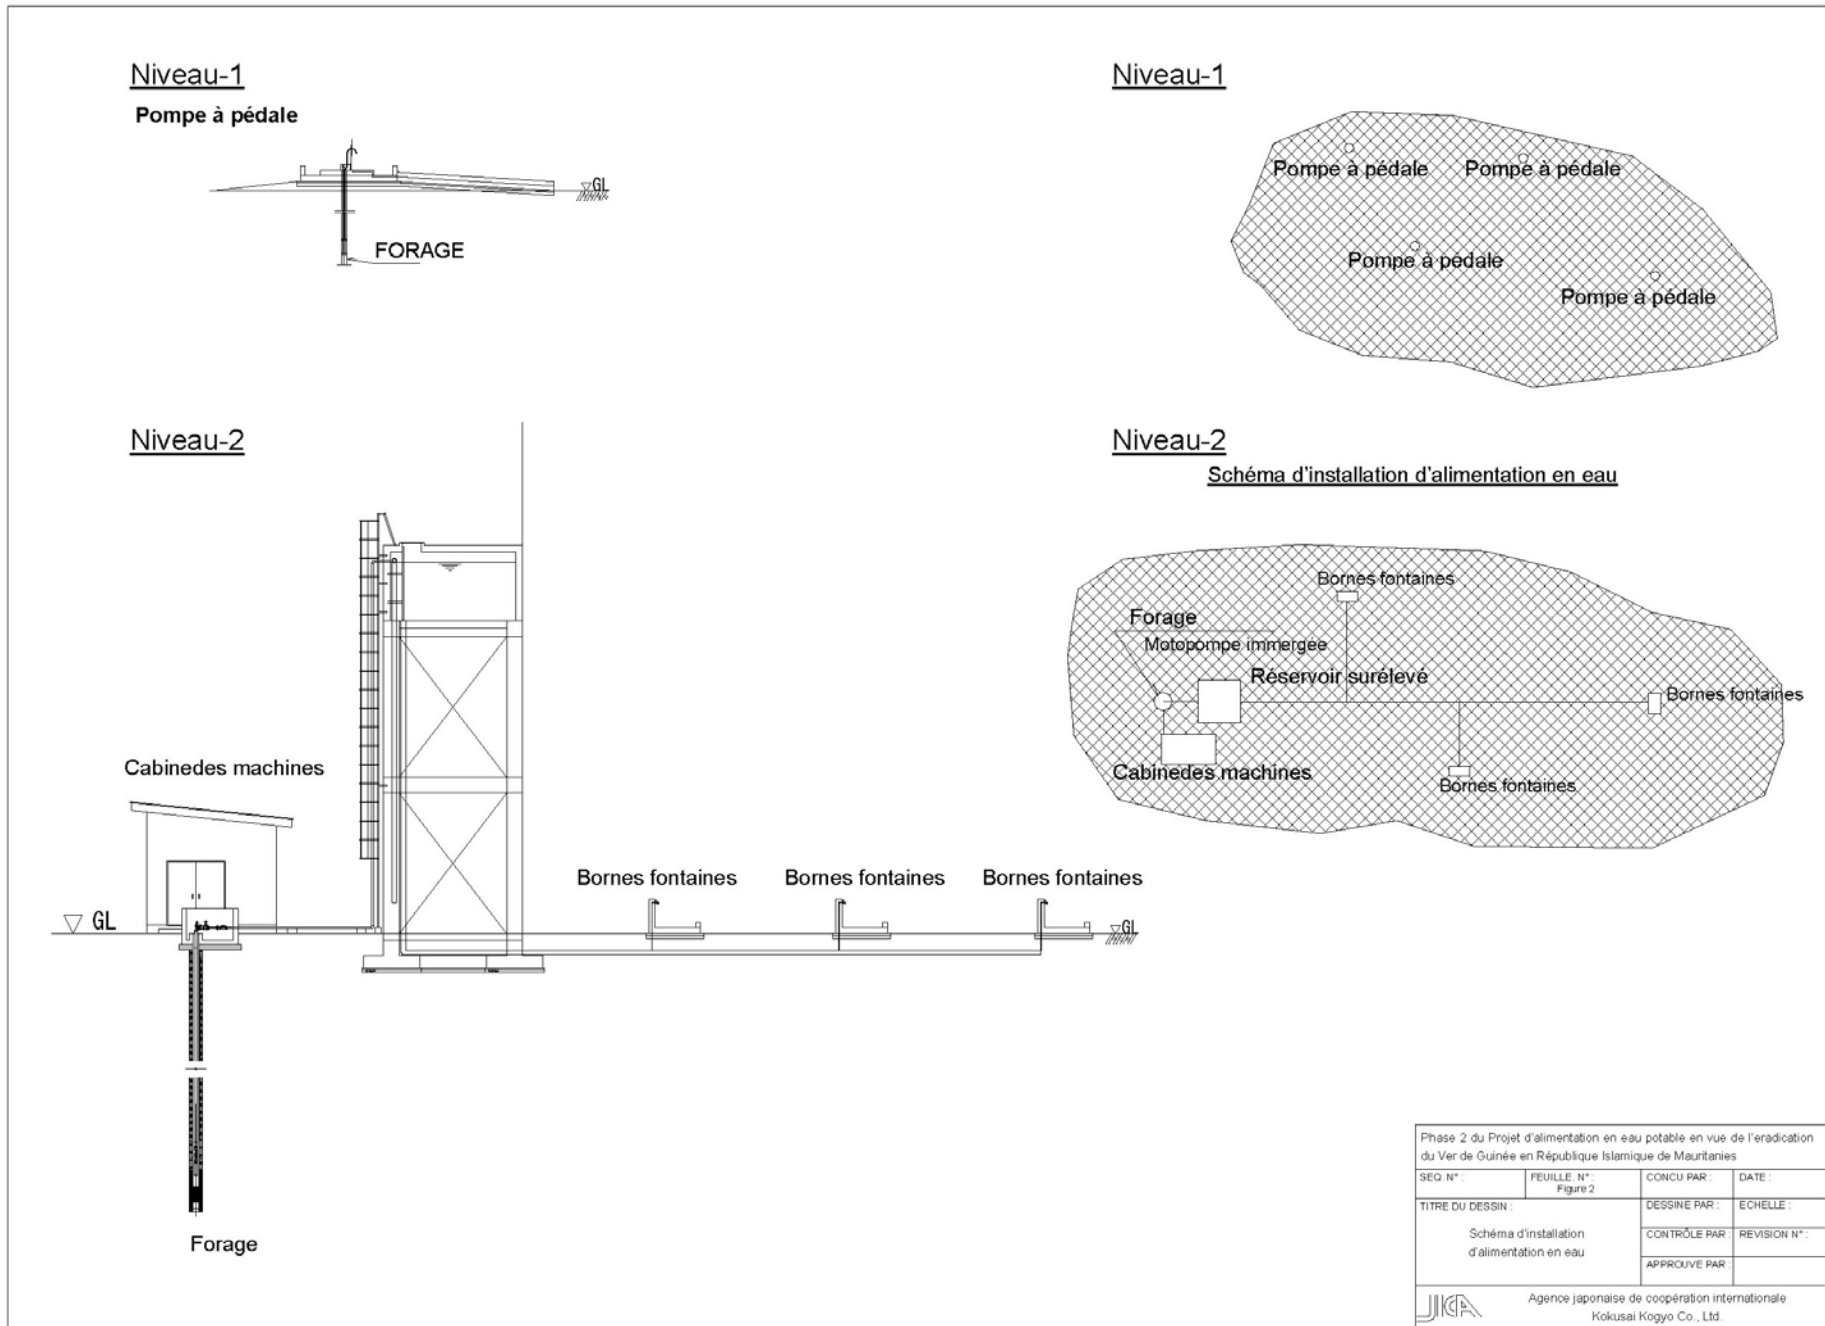 Niveau-1
Pompe à pédale
GL
FORAGE
Niveau-1
Pompe à pédale
Pompe à pédale
Pompe à pédale
Pompe à pédale
Niveau-2
Cabinedes machines
GL
Bornes fontaines
Bornes fontaines
Bornes fontaines
GL
Forage
Niveau-2
Schéma d'installation d'alimentation en eau
Bornes fontaines
Forage
Motopompe immergée
Réservoir surélevé
Bornes fontaines
Cabinedes machines
Bornes fontaines
Phase 2 du Projet d'alimentation en eau potable en vue de l'eradication
du Ver de Guinée en République Islamique de Mauritanies
SEQ. N° :
FEUILLE. N° :
Figure 2
CONCU PAR :
DATE :
TITRE DU DESSIN :
Schéma d'installation
d'alimentation en eau
DESSINE PAR :
ECHELLE :
CONTRÔLE PAR :
REVISION N° :
APPROUVE PAR :
JICA
Agence japonaise de coopération internationale
Kokusai Kogyo Co., Ltd.